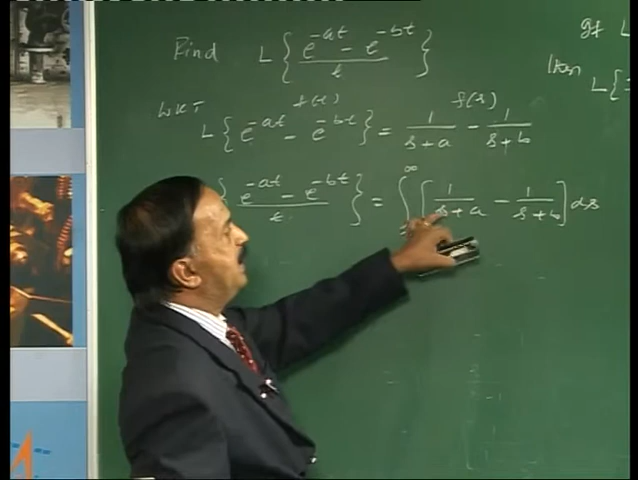 Find L{ e^-at - e^-bt / t }
If L
then
L{
WKT f(t) f(s)
L{ e^-at - e^-bt } = 1/s+a - 1/s+b
{ e^-at - e^-bt / t } = ∫^∞ [ 1/s+a - 1/s+b ] ds